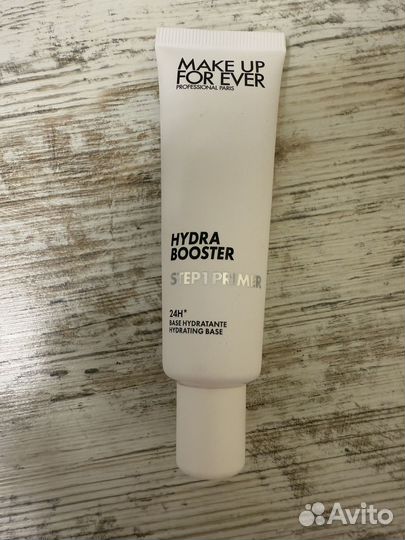 MAKE UP
FOR EVER
PROFESSIONAL PARIS
HYDRA
BOOSTER
STEP 1 PRIMER
24H*
BASE HYDRATANTE
HYDRATING BASE
Avito